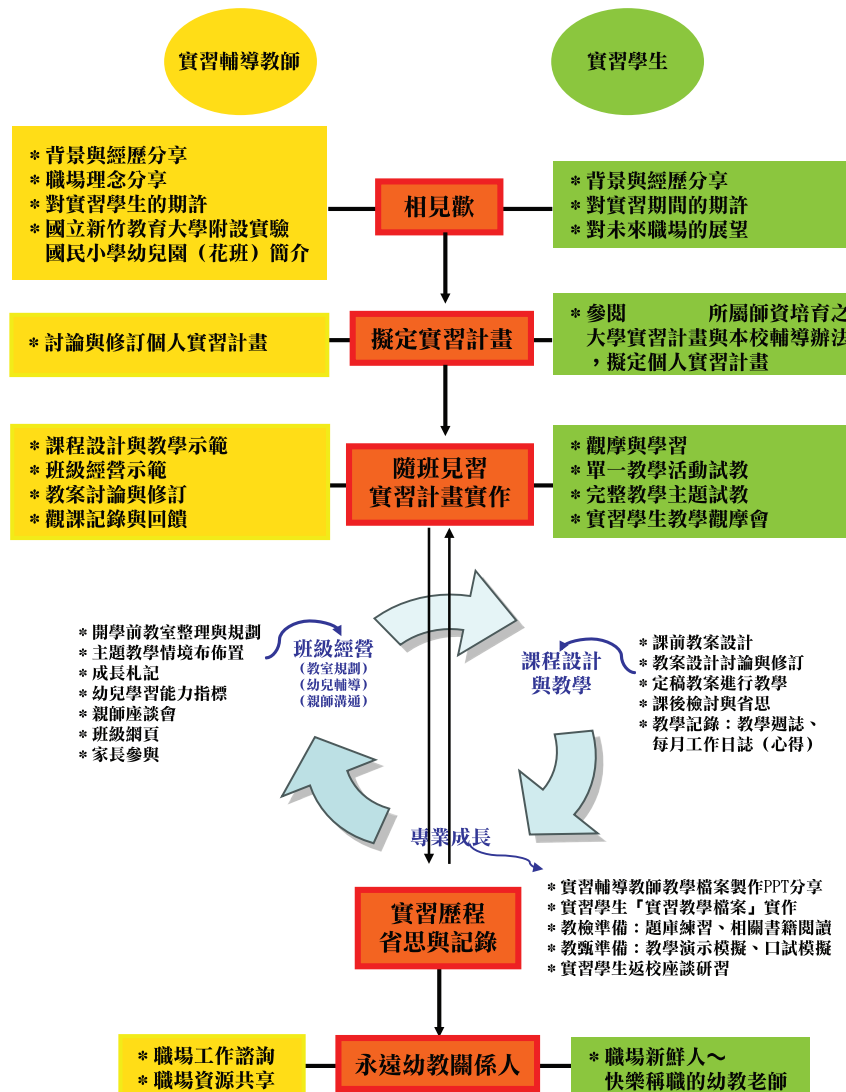 實習輔導教師
實習學生
＊背景與經歷分享
＊職場理念分享
＊對實習學生的期許
＊國立新竹教育大學附設實驗
國民小學幼兒園（花班）簡介
相見歡
＊背景與經歷分享
＊對實習期間的期許
＊對未來職場的展望
＊討論與修訂個人實習計畫
擬定實習計畫
＊參閱　　　　所屬師資培育之
大學實習計畫與本校輔導辦法
，擬定個人實習計畫
＊課程設計與教學示範
＊班級經營示範
＊教案討論與修訂
＊觀課記錄與回饋
隨班見習
實習計畫實作
＊觀摩與學習
＊單一教學活動試教
＊完整教學主題試教
＊實習學生教學觀摩會
＊開學前教室整理與規劃
＊主題教學情境布佈置
＊成長札記
＊幼兒學習能力指標
＊親師座談會
＊班級網頁
＊家長參與
班級經營
（教室規劃）
（幼兒輔導）
（親師溝通）
課程設計
與教學
＊課前教案設計
＊教案設計討論與修訂
＊定稿教案進行教學
＊課後檢討與省思
＊教學記錄：教學週誌、
每月工作日誌（心得）
專業成長
＊實習輔導教師教學檔案製作PPT分享
＊實習學生『實習教學檔案』實作
＊教檢準備：題庫練習、相關書籍閱讀
＊教甄準備：教學演示模擬、口試模擬
＊實習學生返校座談研習
實習歷程
省思與記錄
＊職場工作諮詢
＊職場資源共享
永遠幼教關係人
＊職場新鮮人～
快樂稱職的幼教老師